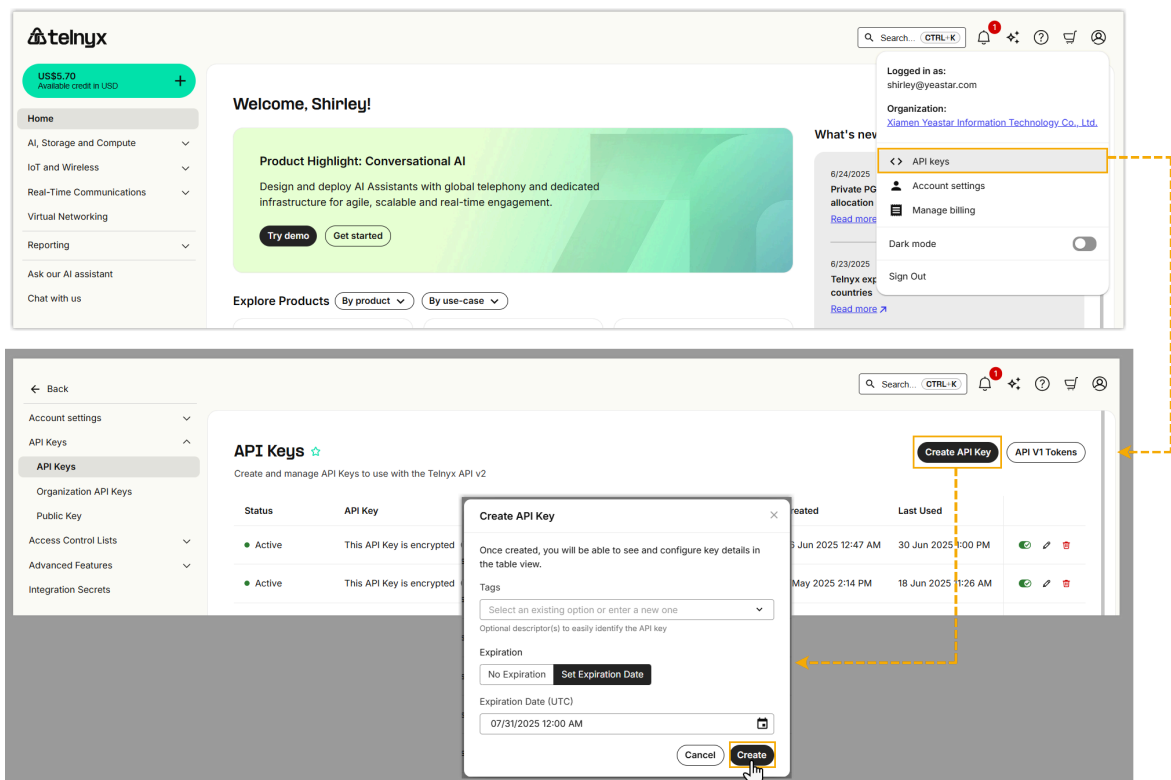 telnyx
Search... CTRL+K
1
US$5.70
Available credit in USD
+
Home
AI, Storage and Compute
IoT and Wireless
Real-Time Communications
Virtual Networking
Reporting
Ask our AI assistant
Chat with us
Welcome, Shirley!
Product Highlight: Conversational AI
Design and deploy AI Assistants with global telephony and dedicated
infrastructure for agile, scalable and real-time engagement.
Try demo
Get started
Explore Products
By product
By use-case
What's new
6/24/2025
Private PG
allocation
Read more
6/23/2025
Telnyx exp
countries
Read more
Logged in as:
shirley@yeastar.com
Organization:
Xiamen Yeastar Information Technology Co., Ltd.
API keys
Account settings
Manage billing
Dark mode
Sign Out
Back
Search... CTRL+K
1
Account settings
API Keys
API Keys
Organization API Keys
Public Key
Access Control Lists
Advanced Features
Integration Secrets
API Keys
Create and manage API Keys to use with the Telnyx API v2
Create API Key
API V1 Tokens
Status API Key reated Last Used
Active This API Key is encrypted 6 Jun 2025 12:47 AM 30 Jun 2025 1:00 PM
Active This API Key is encrypted May 2025 2:14 PM 18 Jun 2025 11:26 AM
Create API Key
Once created, you will be able to see and configure key details in
the table view.
Tags
Select an existing option or enter a new one
Optional descriptor(s) to easily identify the API key
Expiration
No Expiration
Set Expiration Date
Expiration Date (UTC)
07/31/2025 12:00 AM
Cancel
Create